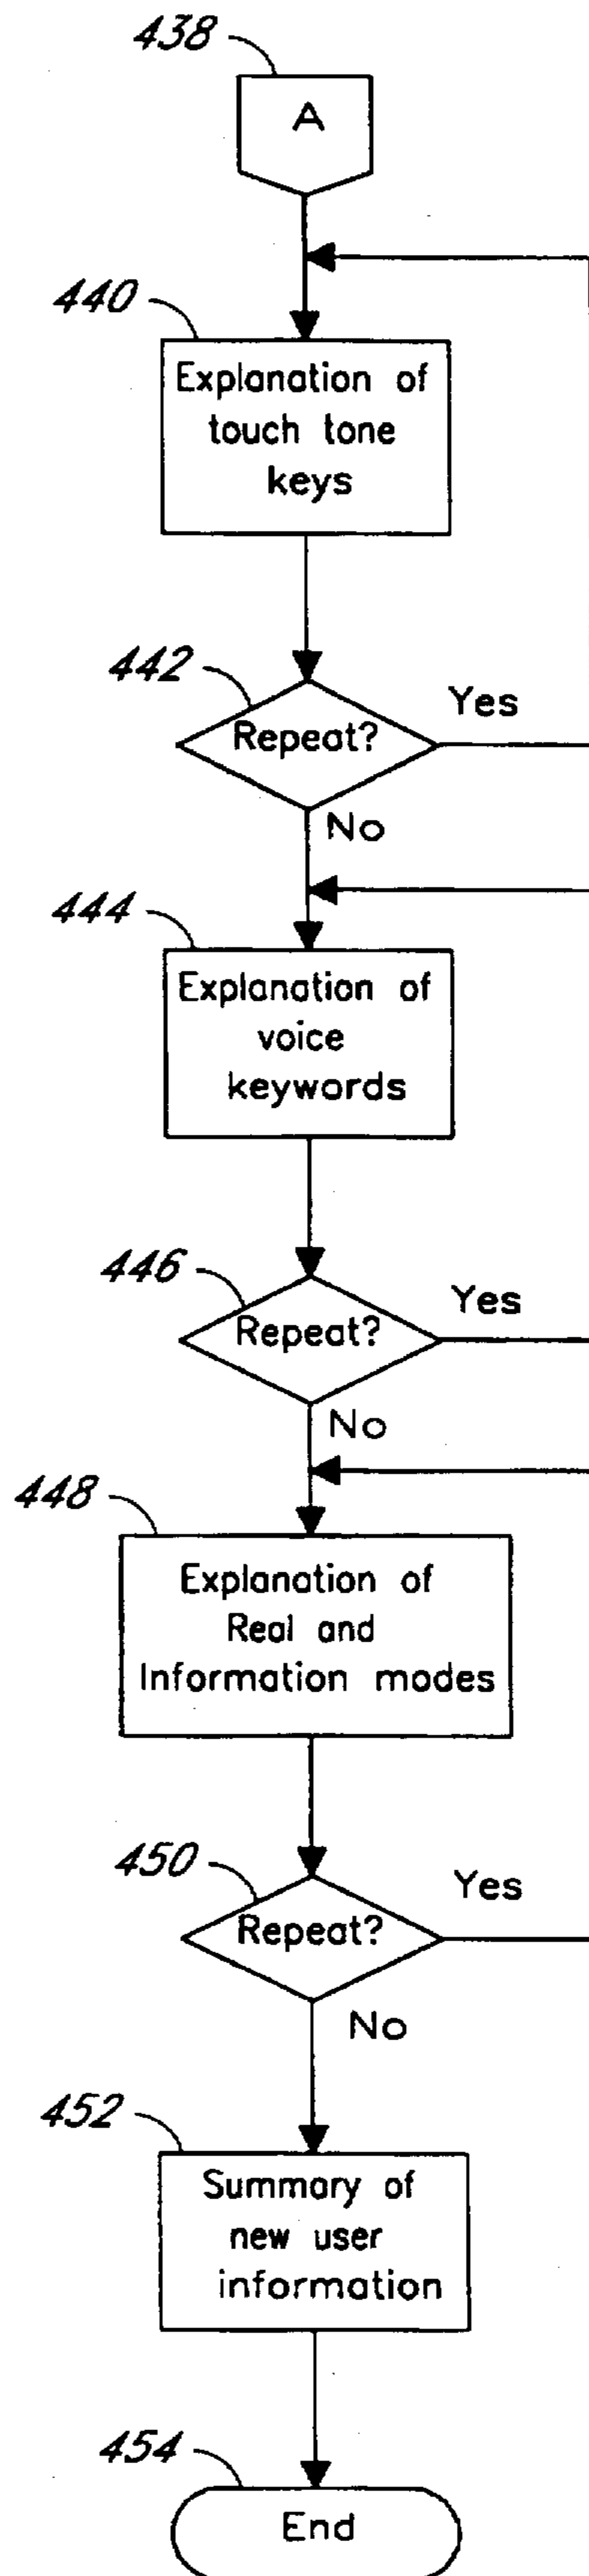 438
A
440
Explanation of
touch tone
keys
442
Repeat?
Yes
No
444
Explanation of
voice
keywords
446
Repeat?
Yes
No
448
Explanation of
Real and
Information modes
450
Repeat?
Yes
No
452
Summary of
new user
information
454
End